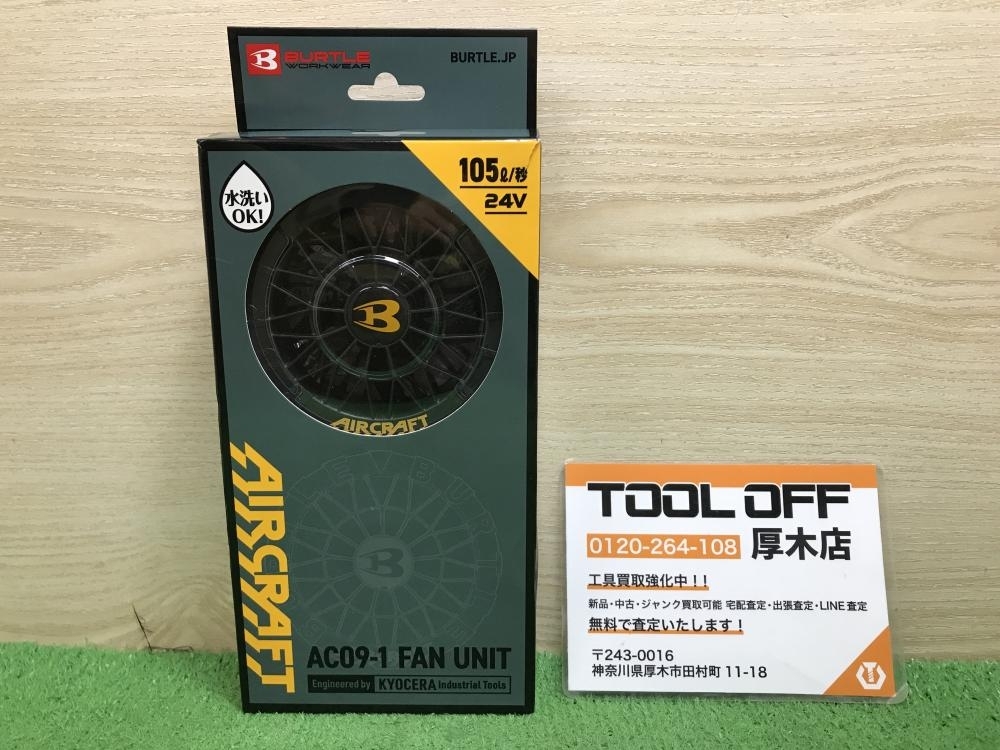 BURTLE
WORKWEAR
BURTLE.JP
105ℓ/秒
24V
水洗い
OK!
B
AIRCRAFT
AIRCRAFT
B
AC09-1 FAN UNIT
Engineered by KYOCERA Industrial Tools
TOOL OFF
0120-264-108 厚木店
工具買取強化中!!
新品・中古・ジャンク買取可能 宅配査定・出張査定・LINE査定
無料で査定いたします!
〒243-0016
神奈川県厚木市田村町 11-18